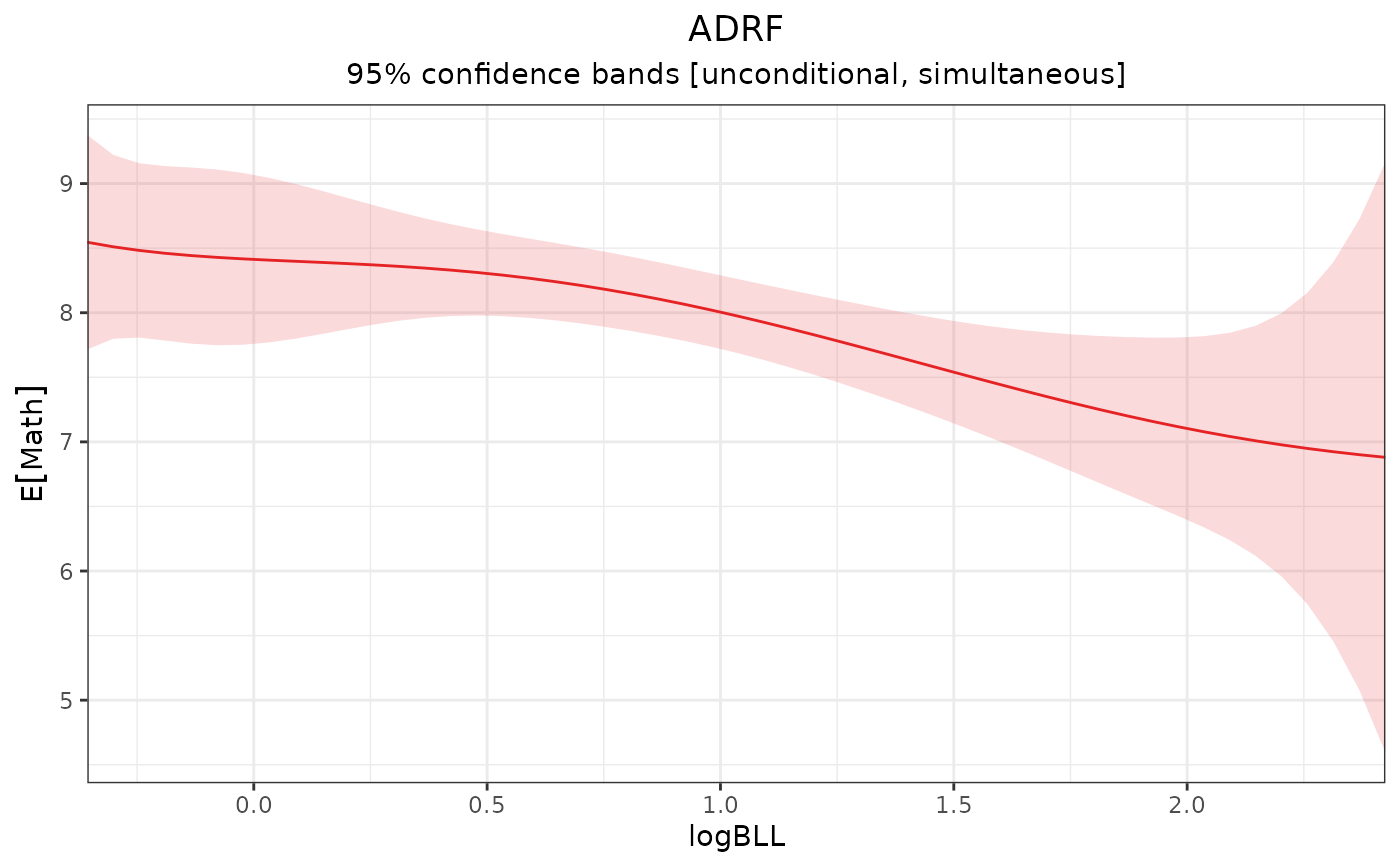 ADRF
95% confidence bands [unconditional, simultaneous]
E[Math]
9
8
7
6
5
0.0 0.5 1.0 1.5 2.0
logBLL